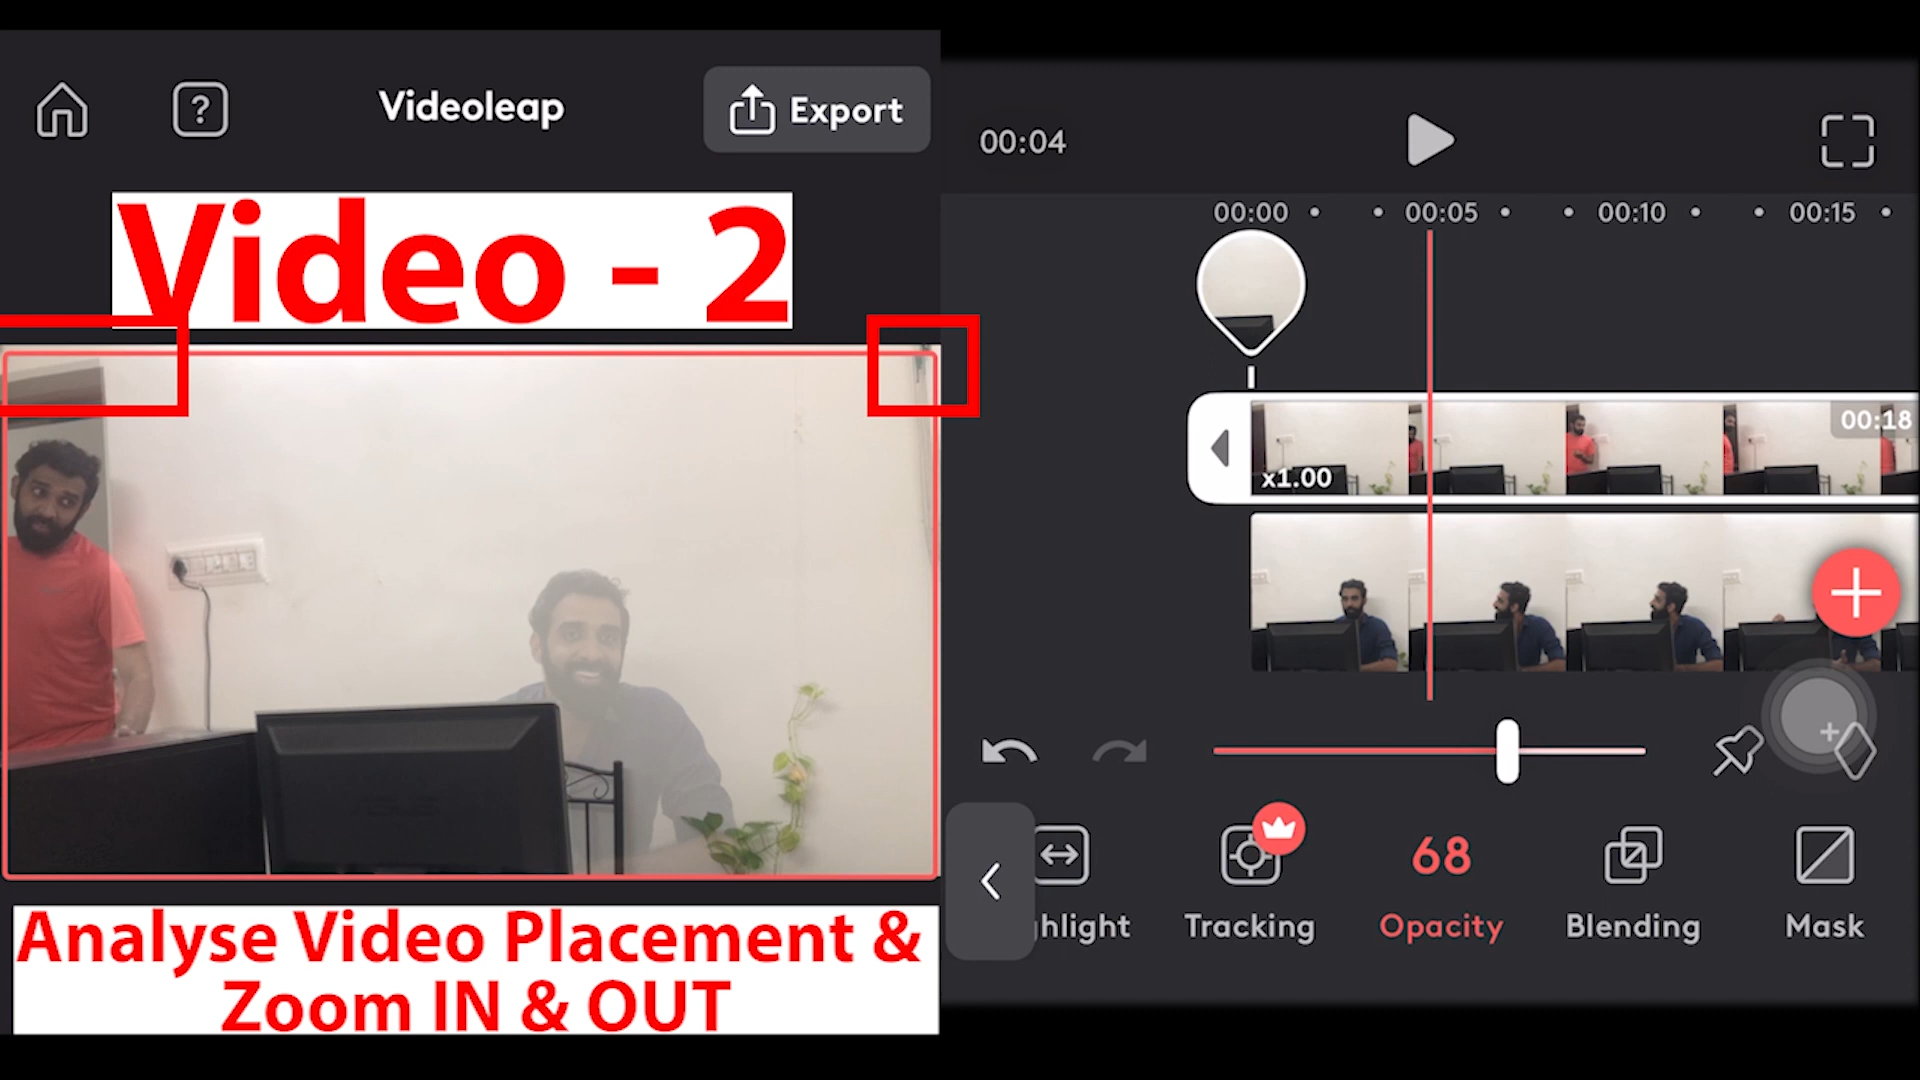 ?
Videoleap
Export
Video - 2
Analyse Video Placement &
Zoom IN & OUT
00:04
00:00
00:05
00:10
00:15
00:18
x1.00
68
ghlight
Tracking
Opacity
Blending
Mask